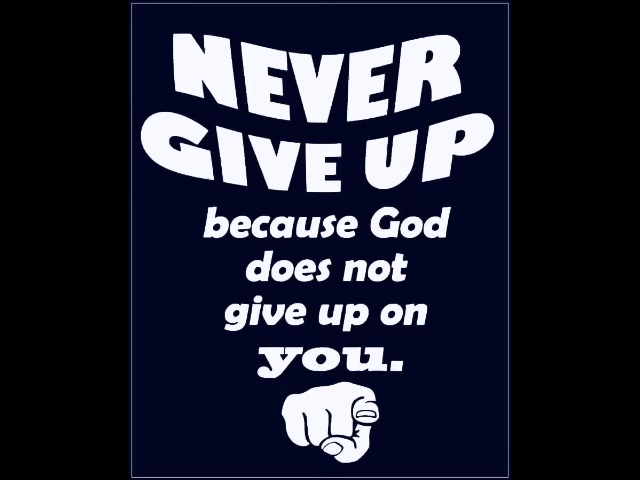 NEVER
GIVE UP
because God
does not
give up on
you.